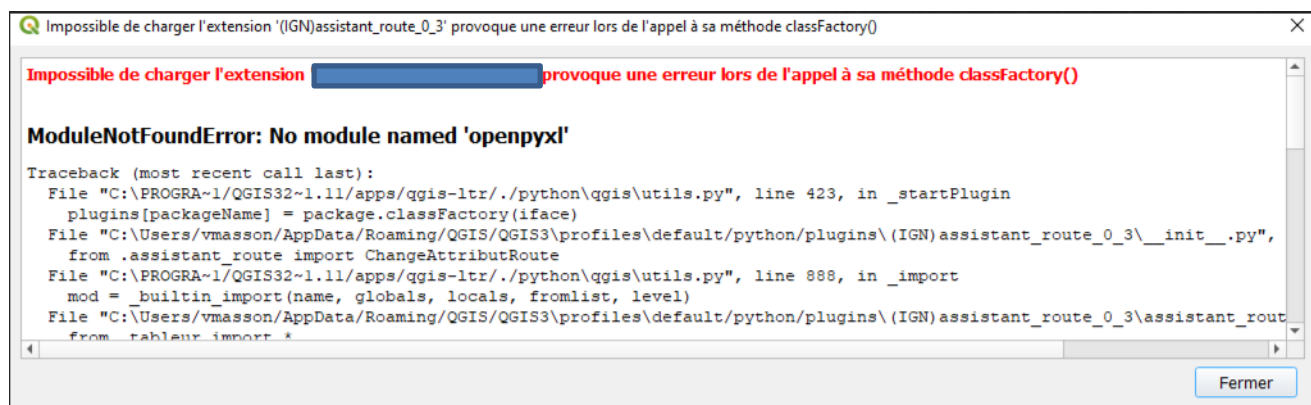 Impossible de charger l'extension '(IGN)assistant_route_0_3' provoque une erreur lors de l'appel à sa méthode classFactory()
Impossible de charger l'extension ' provoque une erreur lors de l'appel à sa méthode classFactory()
ModuleNotFoundError: No module named 'openpyxl'
Traceback (most recent call last):
File "C:\PROGRA~1/QGIS32~1.11/apps/qgis-ltr/./python\qgis\utils.py", line 423, in _startPlugin
plugins[packageName] = package.classFactory(iface)
File "C:\Users/vmasson/AppData/Roaming/QGIS/QGIS3\profiles\default/python/plugins\(IGN)assistant_route_0_3\__init__.py",
from .assistant_route import ChangeAttributRoute
File "C:\PROGRA~1/QGIS32~1.11/apps/qgis-ltr/./python\qgis\utils.py", line 888, in _import
mod = _builtin_import(name, globals, locals, fromlist, level)
File "C:\Users/vmasson/AppData/Roaming/QGIS/QGIS3\profiles\default/python/plugins\(IGN)assistant_route_0_3\assistant_rout
from .tableur import *
Fermer